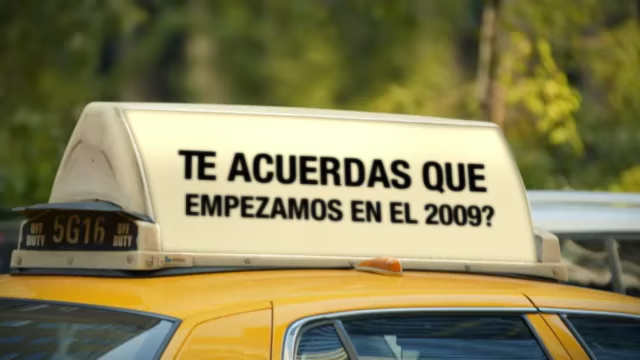 TE ACUERDAS QUE
EMPEZAMOS EN EL 2009?
OFF DUTY 5G16 OFF DUTY